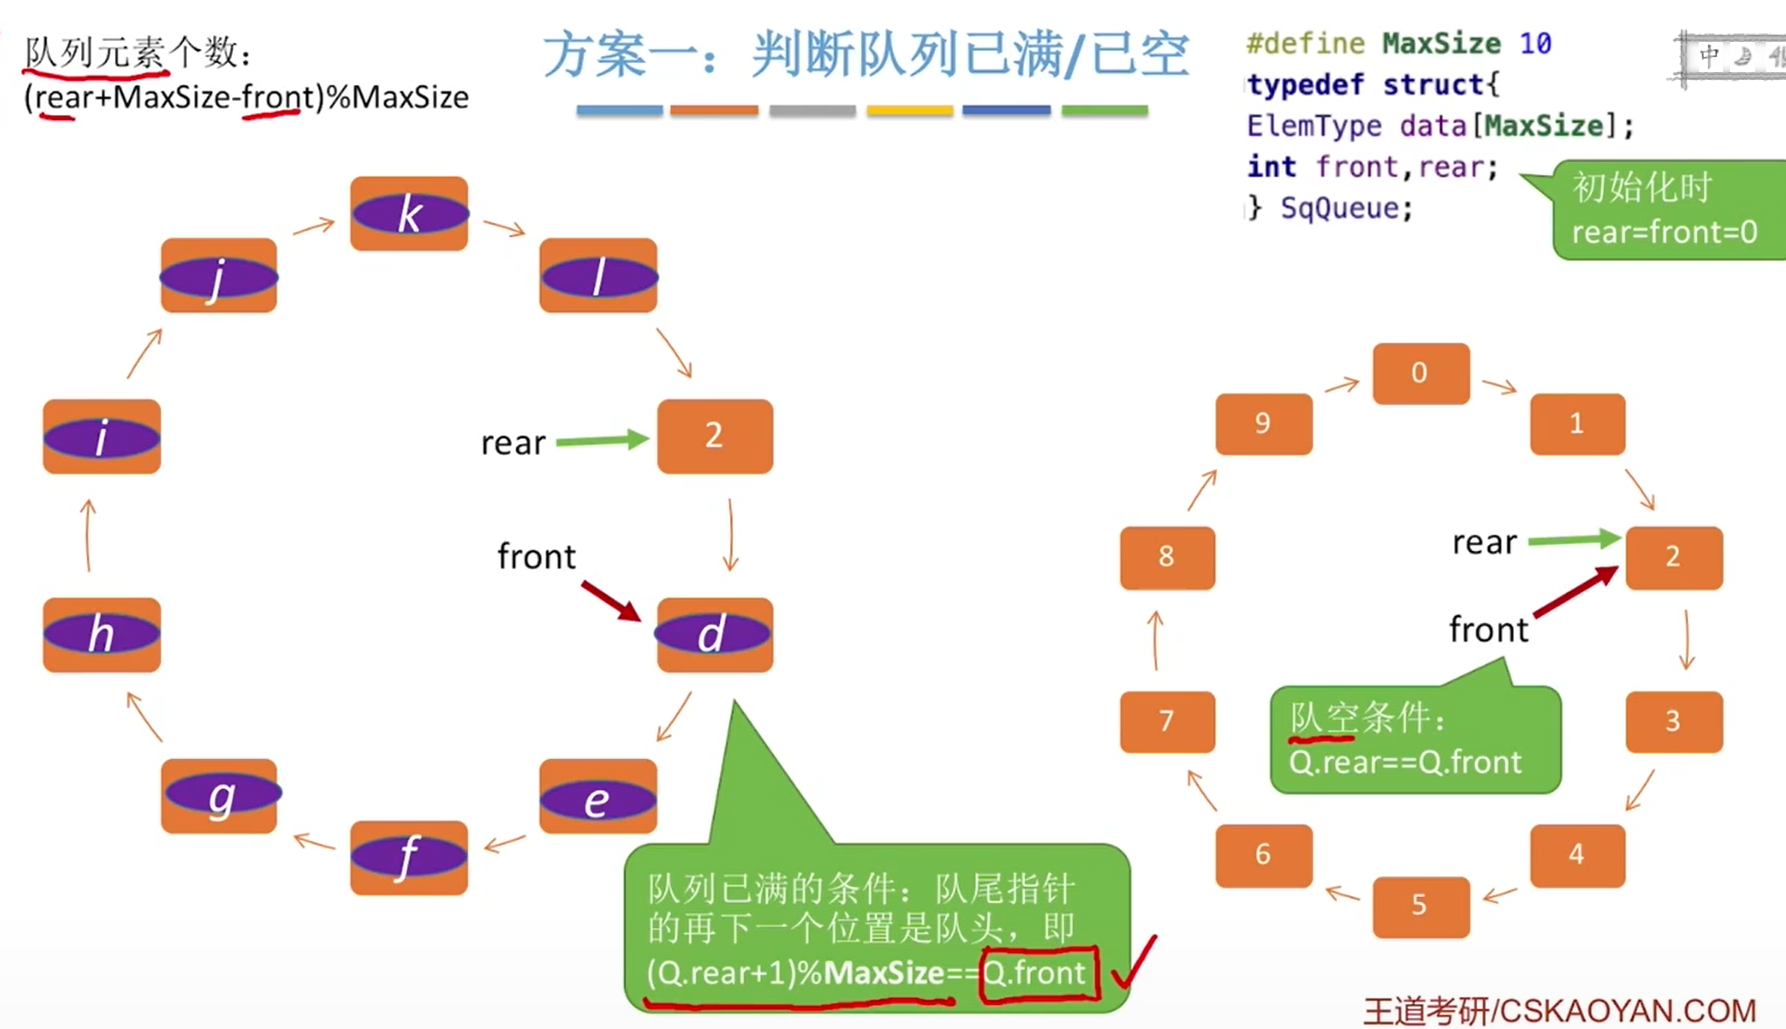 队列元素个数：
(rear+MaxSize-front)%MaxSize
方案一：判断队列已满/已空
#define MaxSize 10
typedef struct{
ElemType data[MaxSize];
int front,rear;
} SqQueue;
中
初始化时
rear=front=0
k
j
l
i
rear
2
front
h
d
g
e
f
队列已满的条件：队尾指针
的再下一个位置是队头，即
(Q.rear+1)%MaxSize==Q.front
0
9
1
8
rear
2
front
7
3
队空条件：
Q.rear==Q.front
6
4
5
王道考研/CSKAOYAN.COM